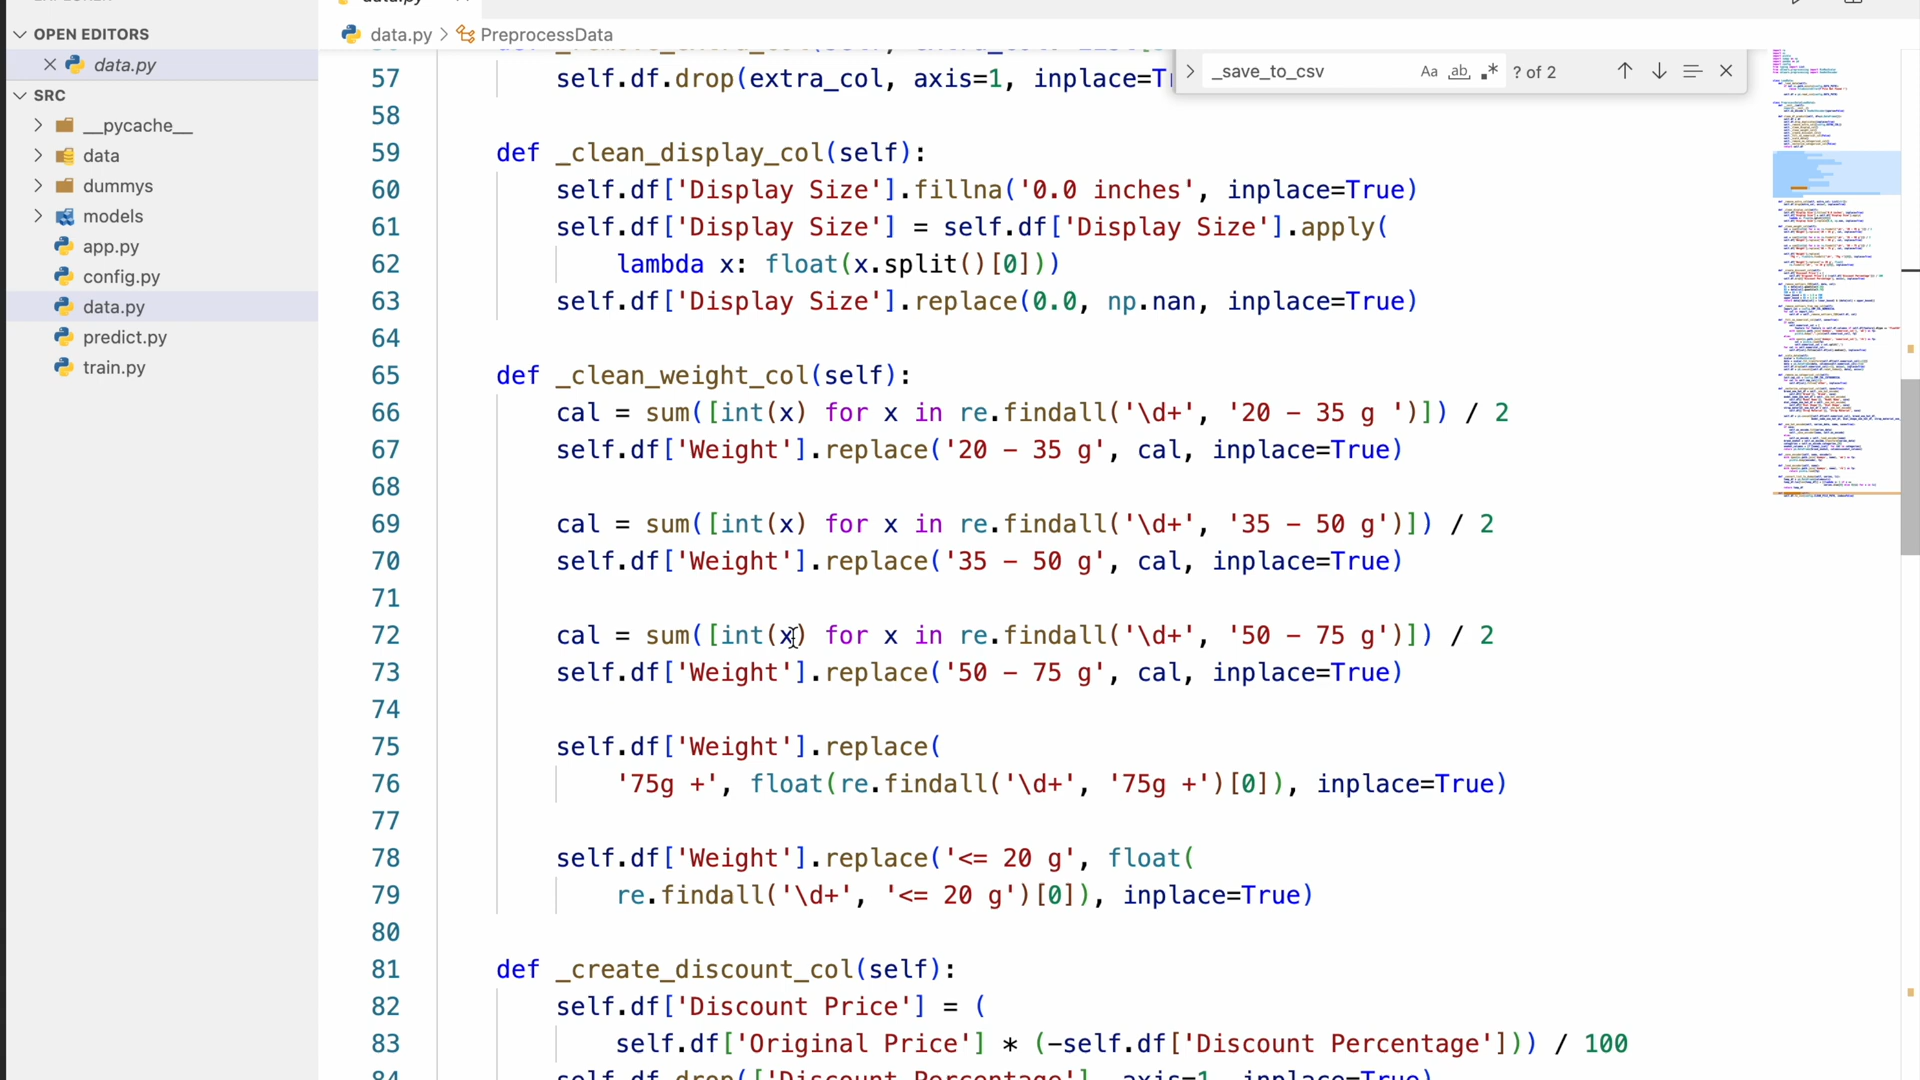 data.py
OPEN EDITORS
data.py
SRC
__pycache__
data
dummys
models
app.py
config.py
data.py
predict.py
train.py
data.py > PreprocessData
_save_to_csv
Aa ab .* ? of 2
57 self.df.drop(extra_col, axis=1, inplace=Tr
58
59 def _clean_display_col(self):
60 self.df['Display Size'].fillna('0.0 inches', inplace=True)
61 self.df['Display Size'] = self.df['Display Size'].apply(
62 lambda x: float(x.split()[0]))
63 self.df['Display Size'].replace(0.0, np.nan, inplace=True)
64
65 def _clean_weight_col(self):
66 cal = sum([int(x) for x in re.findall('\d+', '20 - 35 g ')]) / 2
67 self.df['Weight'].replace('20 - 35 g', cal, inplace=True)
68
69 cal = sum([int(x) for x in re.findall('\d+', '35 - 50 g')]) / 2
70 self.df['Weight'].replace('35 - 50 g', cal, inplace=True)
71
72 cal = sum([int(x) for x in re.findall('\d+', '50 - 75 g')]) / 2
73 self.df['Weight'].replace('50 - 75 g', cal, inplace=True)
74
75 self.df['Weight'].replace(
76 '75g +', float(re.findall('\d+', '75g +')[0]), inplace=True)
77
78 self.df['Weight'].replace('<= 20 g', float(
79 re.findall('\d+', '<= 20 g')[0]), inplace=True)
80
81 def _create_discount_col(self):
82 self.df['Discount Price'] = (
83 self.df['Original Price'] * (-self.df['Discount Percentage'])) / 100
84 self.df.drop(['Discount Percentage'], axis=1, inplace=True)